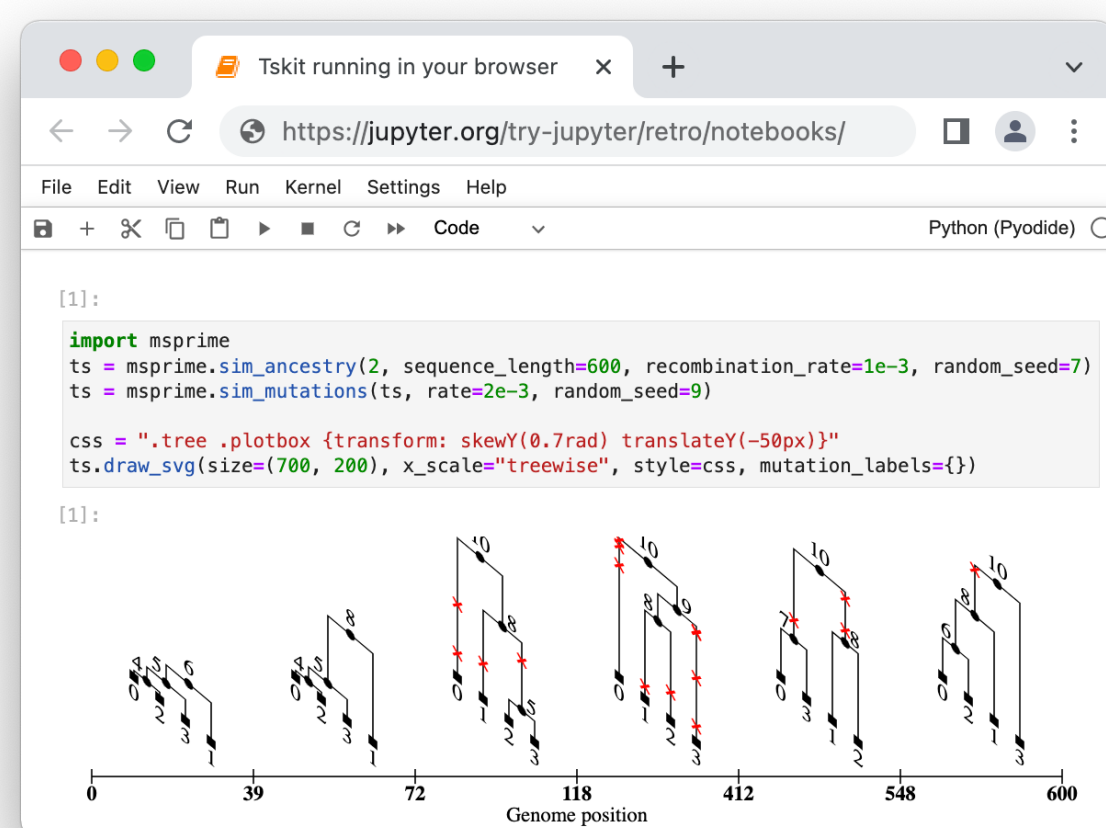 Tskit running in your browser
https://jupyter.org/try-jupyter/retro/notebooks/
File Edit View Run Kernel Settings Help
Code Python (Pyodide)
[1]:
import msprime
ts = msprime.sim_ancestry(2, sequence_length=600, recombination_rate=1e-3, random_seed=7)
ts = msprime.sim_mutations(ts, rate=2e-3, random_seed=9)
css = ".tree .plotbox {transform: skewY(0.7rad) translateY(-50px)}"
ts.draw_svg(size=(700, 200), x_scale="treewise", style=css, mutation_labels={})
[1]:
4 5 6 0 2 3 1
4 5 8 0 2 3 1
10 8 0 1 5 2 3
10 8 9 0 1 2 3
10 7 8 0 3 1 2
10 8 6 0 2 1 3
0 39 72 118 412 548 600
Genome position